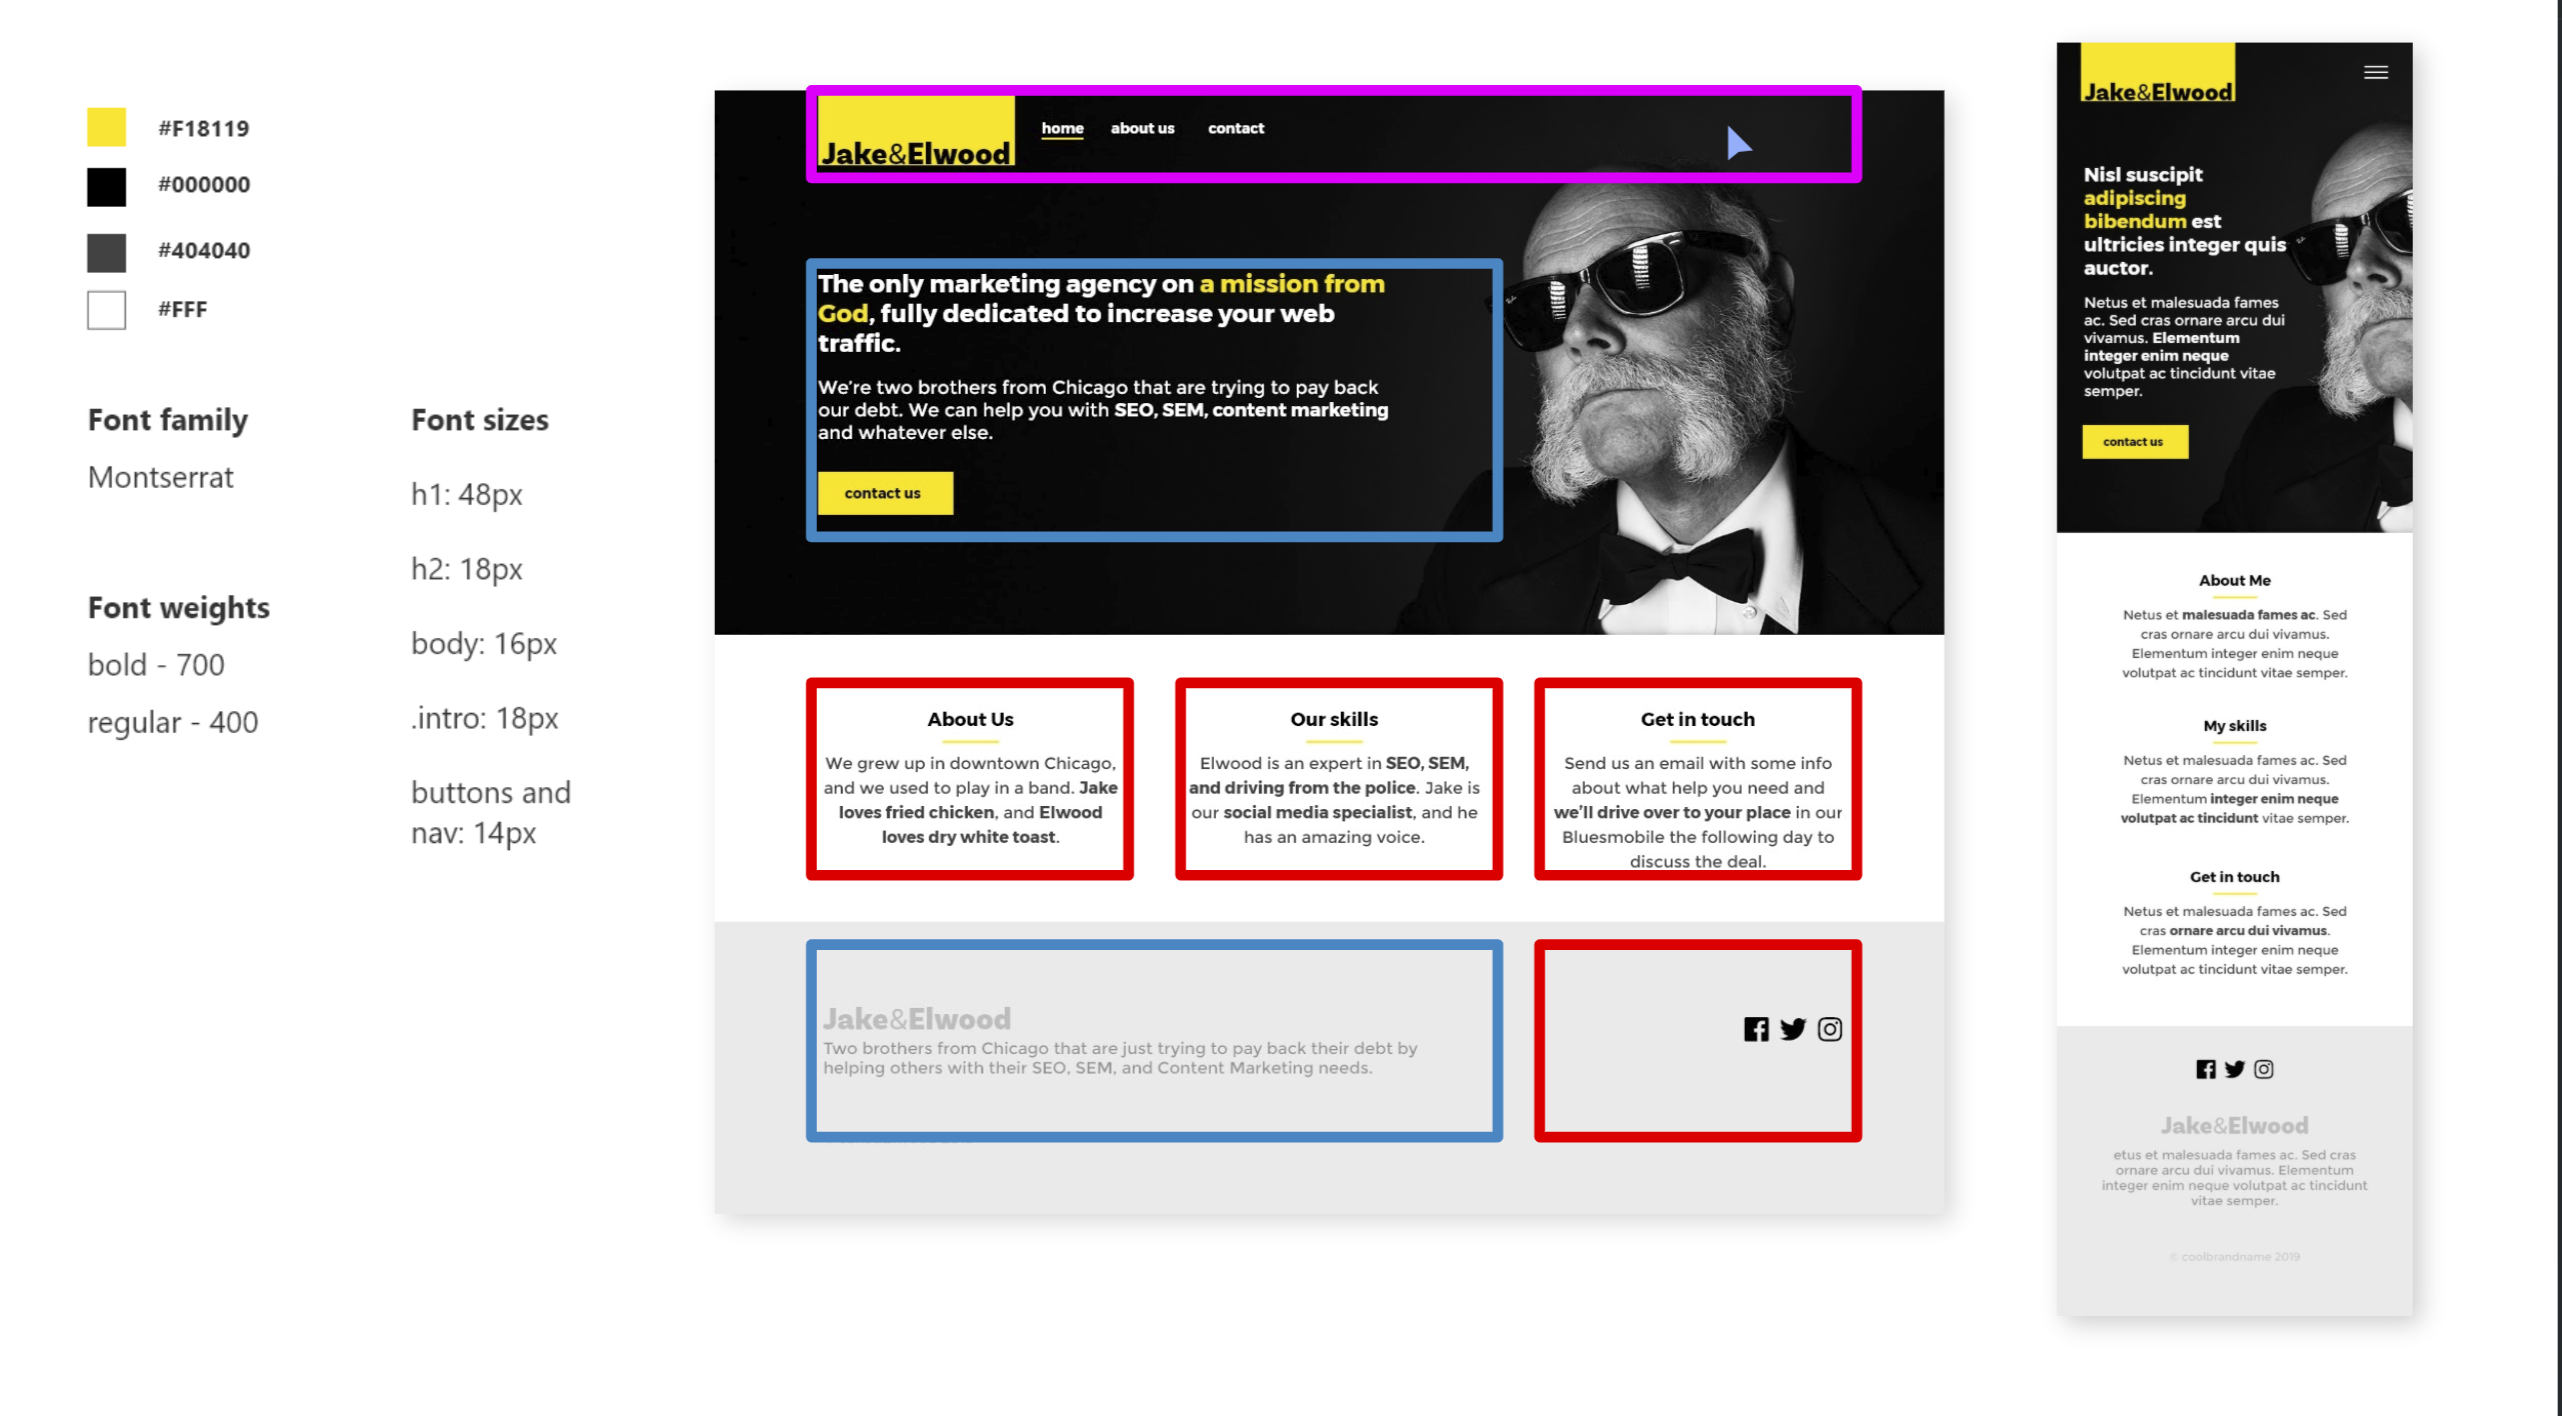 #F18119
#000000
#404040
#FFF
Font family
Montserrat
Font weights
bold - 700
regular - 400
Font sizes
h1: 48px
h2: 18px
body: 16px
.intro: 18px
buttons and
nav: 14px
Jake&Elwood
home about us contact
The only marketing agency on a mission from
God, fully dedicated to increase your web
traffic.
We're two brothers from Chicago that are trying to pay back
our debt. We can help you with SEO, SEM, content marketing
and whatever else.
contact us
About Us
We grew up in downtown Chicago,
and we used to play in a band. Jake
loves fried chicken, and Elwood
loves dry white toast.
Our skills
Elwood is an expert in SEO, SEM,
and driving from the police. Jake is
our social media specialist, and he
has an amazing voice.
Get in touch
Send us an email with some info
about what help you need and
we'll drive over to your place in our
Bluesmobile the following day to
discuss the deal.
Jake&Elwood
Two brothers from Chicago that are just trying to pay back their debt by
helping others with their SEO, SEM, and Content Marketing needs.
Jake&Elwood
Nisl suscipit
adipiscing
bibendum est
ultricies integer quis
auctor.
Netus et malesuada fames
ac. Sed cras ornare arcu dui
vivamus. Elementum
integer enim neque
volutpat ac tincidunt vitae
semper.
contact us
About Me
Netus et malesuada fames ac. Sed
cras ornare arcu dui vivamus.
Elementum integer enim neque
volutpat ac tincidunt vitae semper.
My skills
Netus et malesuada fames ac. Sed
cras ornare arcu dui vivamus.
Elementum integer enim neque
volutpat ac tincidunt vitae semper.
Get in touch
Netus et malesuada fames ac. Sed
cras ornare arcu dui vivamus.
Elementum integer enim neque
volutpat ac tincidunt vitae semper.
Jake&Elwood
etus et malesuada fames ac. Sed cras
ornare arcu dui vivamus. Elementum
integer enim neque volutpat ac tincidunt
vitae semper.
© coolbrandname 2019